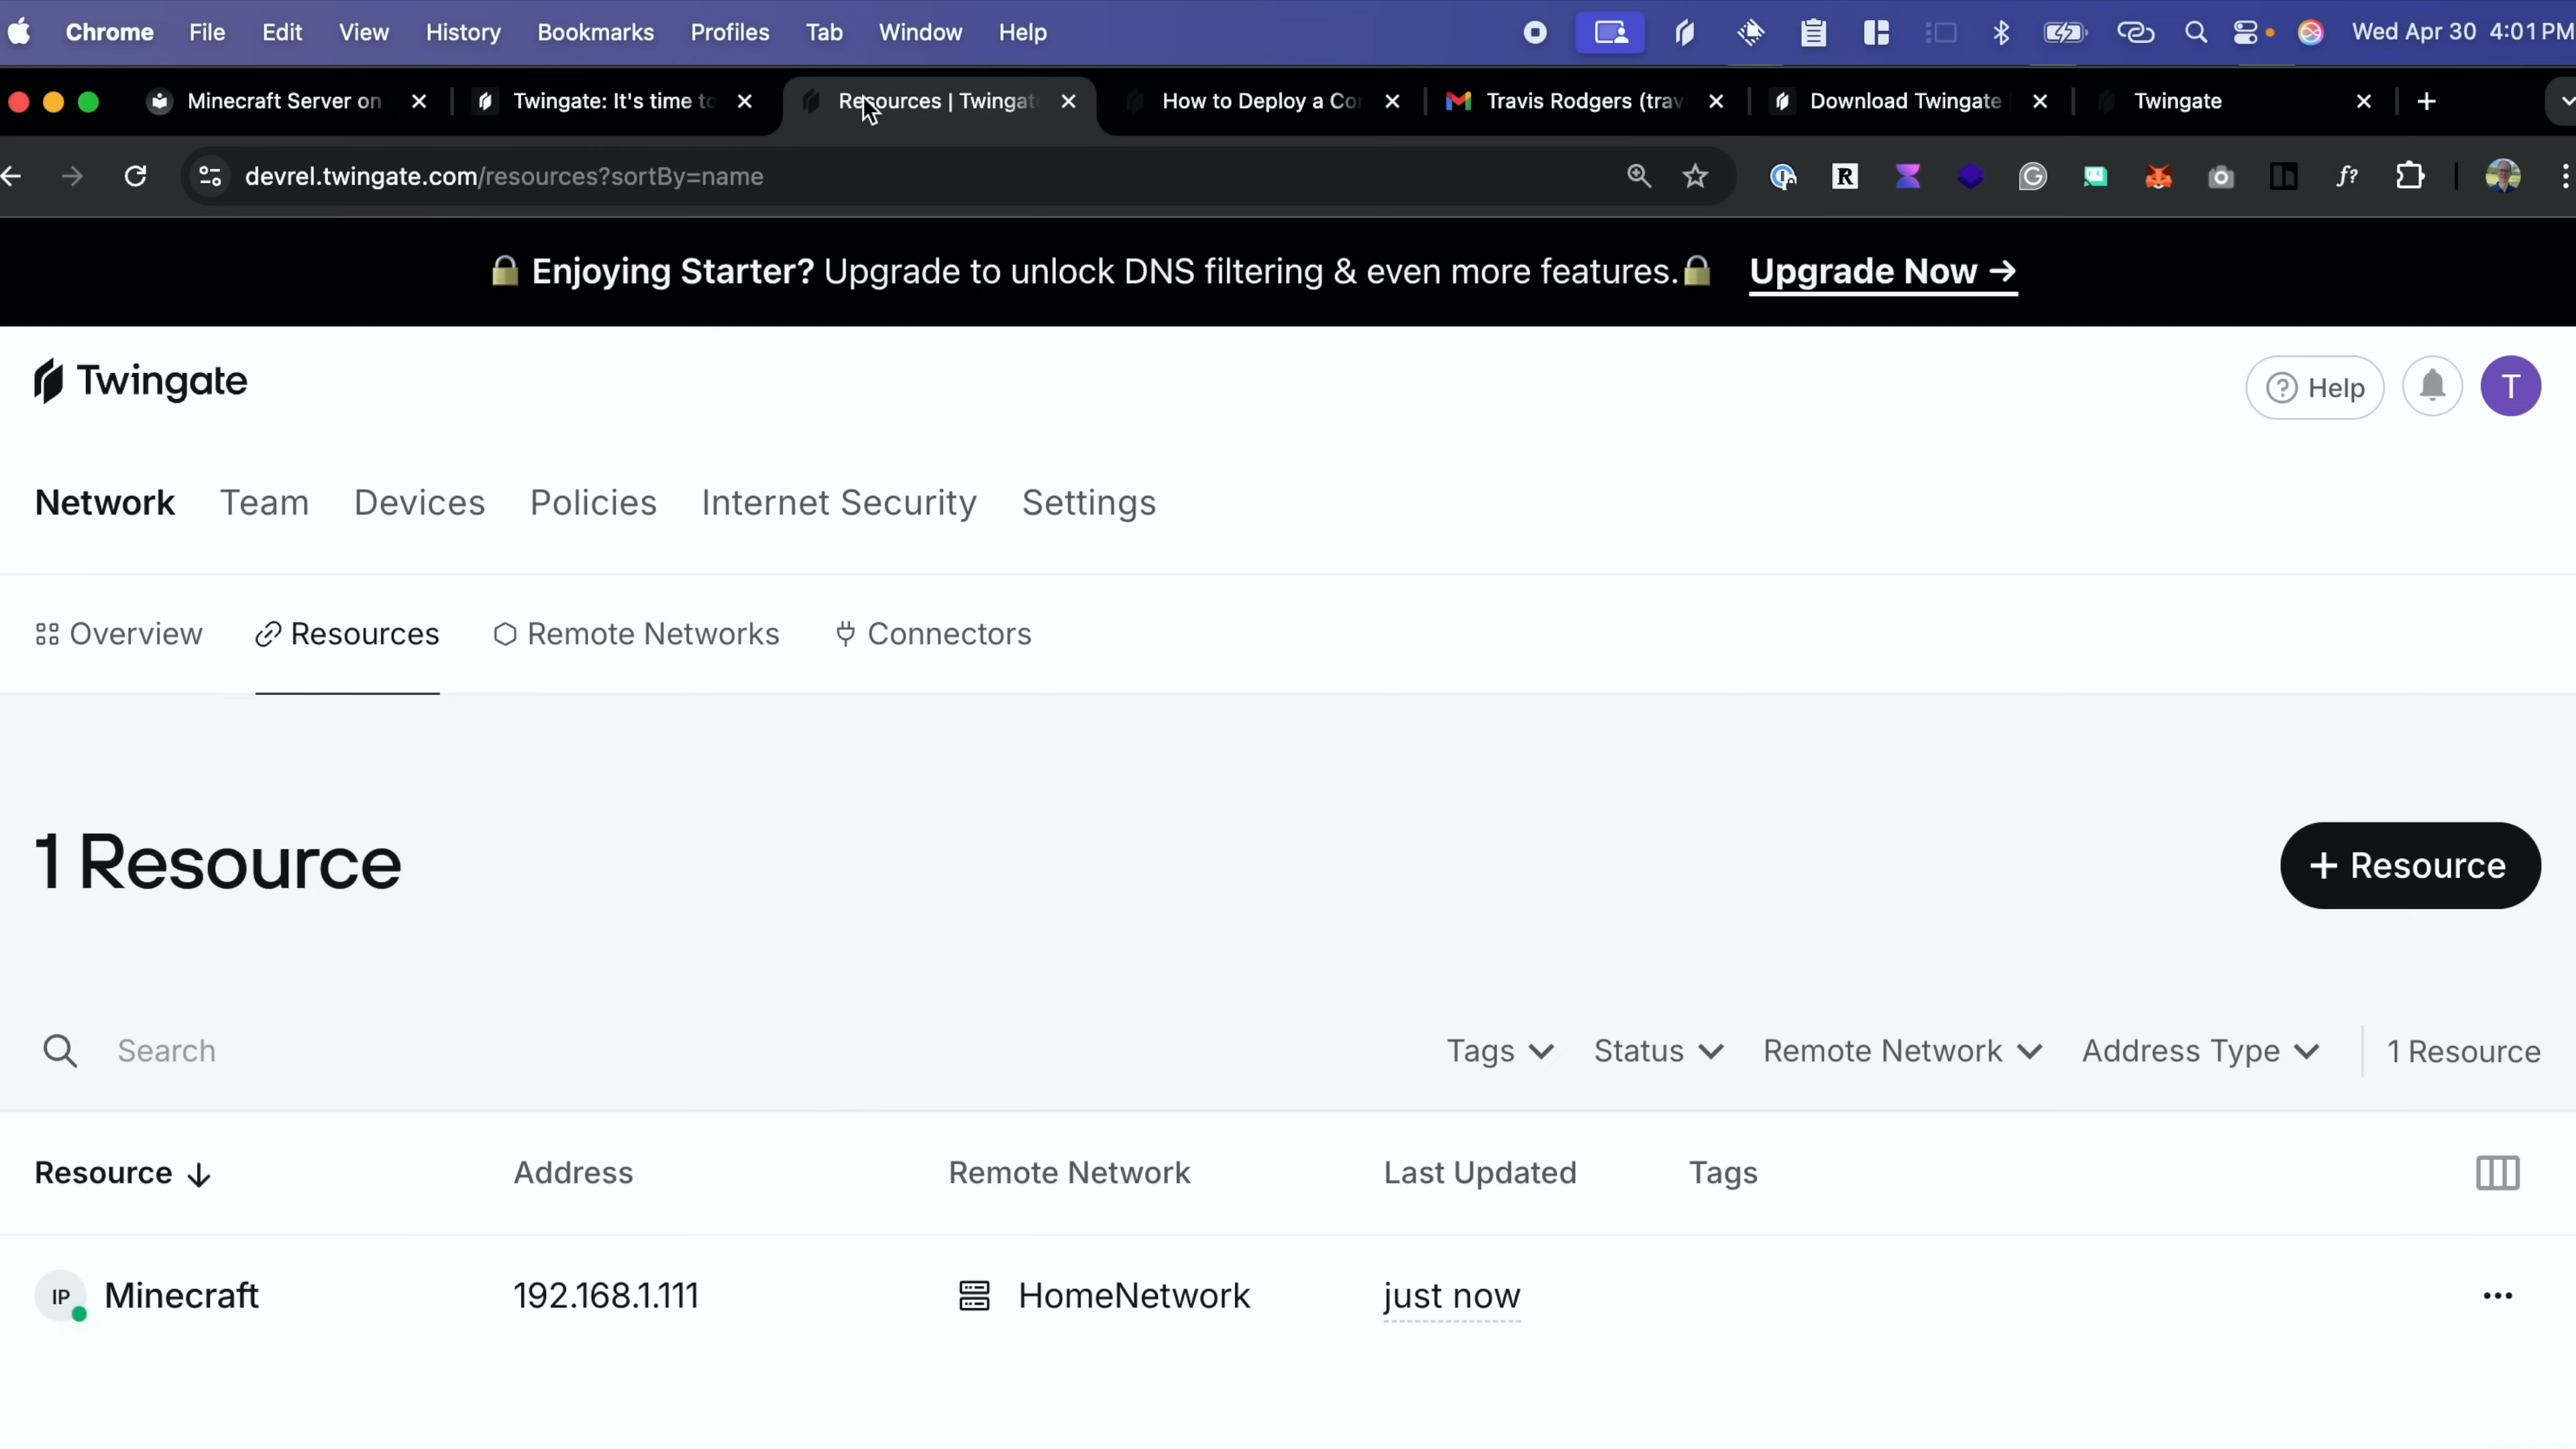 Chrome File Edit View History Bookmarks Profiles Tab Window Help Wed Apr 30 4:01 PM
Minecraft Server on Twingate: It's time to Resources | Twingate How to Deploy a Con Travis Rodgers (trav Download Twingate Twingate
devrel.twingate.com/resources?sortBy=name
Enjoying Starter? Upgrade to unlock DNS filtering & even more features. Upgrade Now →
Twingate Help T
Network Team Devices Policies Internet Security Settings
Overview Resources Remote Networks Connectors
1 Resource + Resource
Search Tags Status Remote Network Address Type 1 Resource
Resource ↓ Address Remote Network Last Updated Tags
IP Minecraft 192.168.1.111 HomeNetwork just now